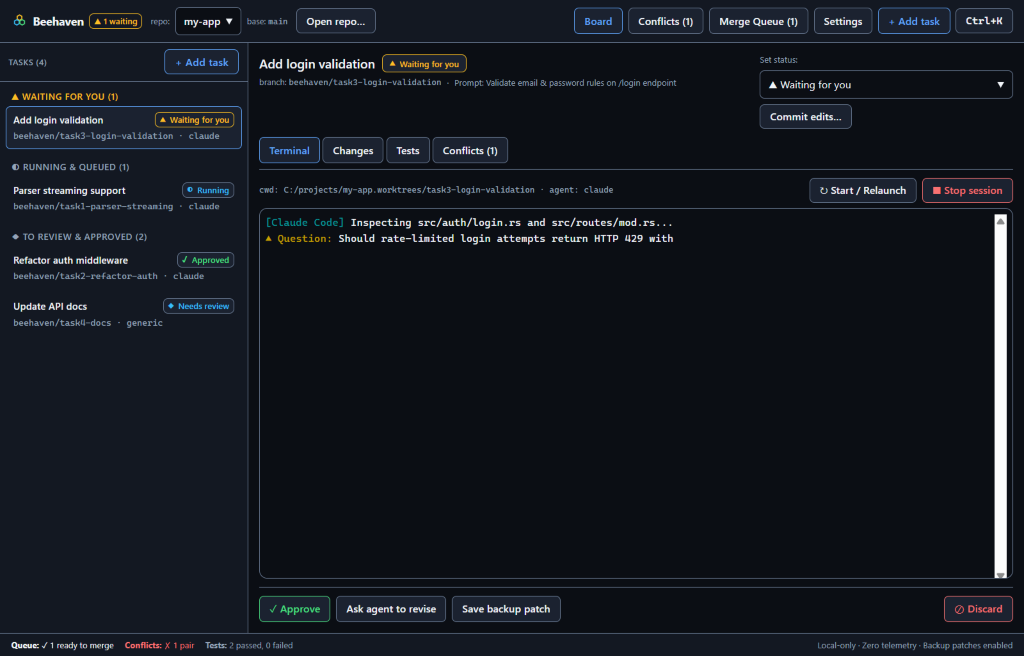 Beehaven ▲ 1 waiting repo: my-app ▼ base: main Open repo... Board Conflicts (1) Merge Queue (1) Settings + Add task Ctrl+K
TASKS (4) + Add task
▲ WAITING FOR YOU (1)
Add login validation ▲ Waiting for you
beehaven/task3-login-validation · claude
◐ RUNNING & QUEUED (1)
Parser streaming support ◐ Running
beehaven/task1-parser-streaming · claude
◆ TO REVIEW & APPROVED (2)
Refactor auth middleware ✓ Approved
beehaven/task2-refactor-auth · claude
Update API docs ◆ Needs review
beehaven/task4-docs · generic
Add login validation ▲ Waiting for you
branch: beehaven/task3-login-validation · Prompt: Validate email & password rules on /login endpoint
Set status:
▲ Waiting for you ▼
Commit edits...
Terminal Changes Tests Conflicts (1)
cwd: C:/projects/my-app.worktrees/task3-login-validation · agent: claude ↻ Start / Relaunch ■ Stop session
[Claude Code] Inspecting src/auth/login.rs and src/routes/mod.rs...
▲ Question: Should rate-limited login attempts return HTTP 429 with
✓ Approve Ask agent to revise Save backup patch ⊘ Discard
Queue: ✓ 1 ready to merge Conflicts: ✗ 1 pair Tests: 2 passed, 0 failed Local-only · Zero telemetry · Backup patches enabled